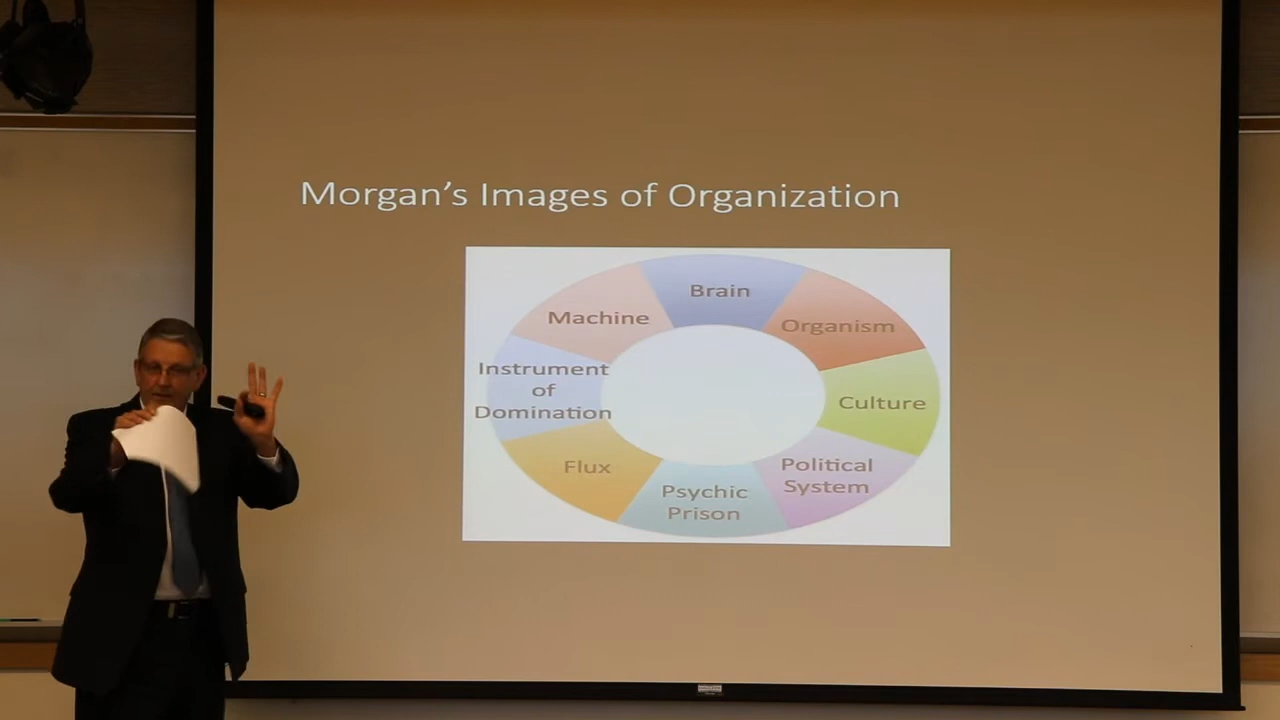 Morgan's Images of Organization
Brain
Organism
Machine
Instrument
of
Domination
Culture
Flux
Political
System
Psychic
Prison